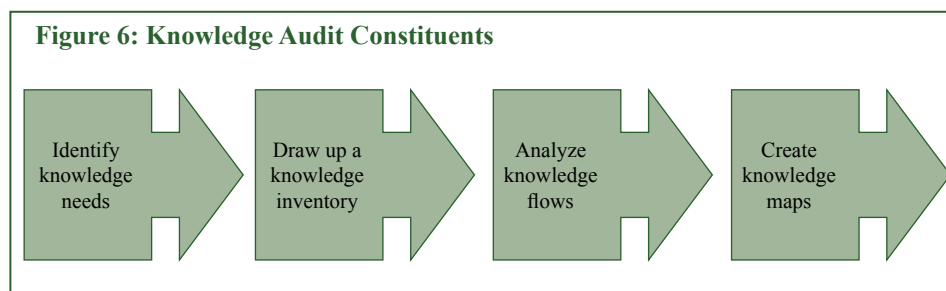 Figure 6: Knowledge Audit Constituents
Identify
knowledge
needs
Draw up a
knowledge
inventory
Analyze
knowledge
flows
Create
knowledge
maps